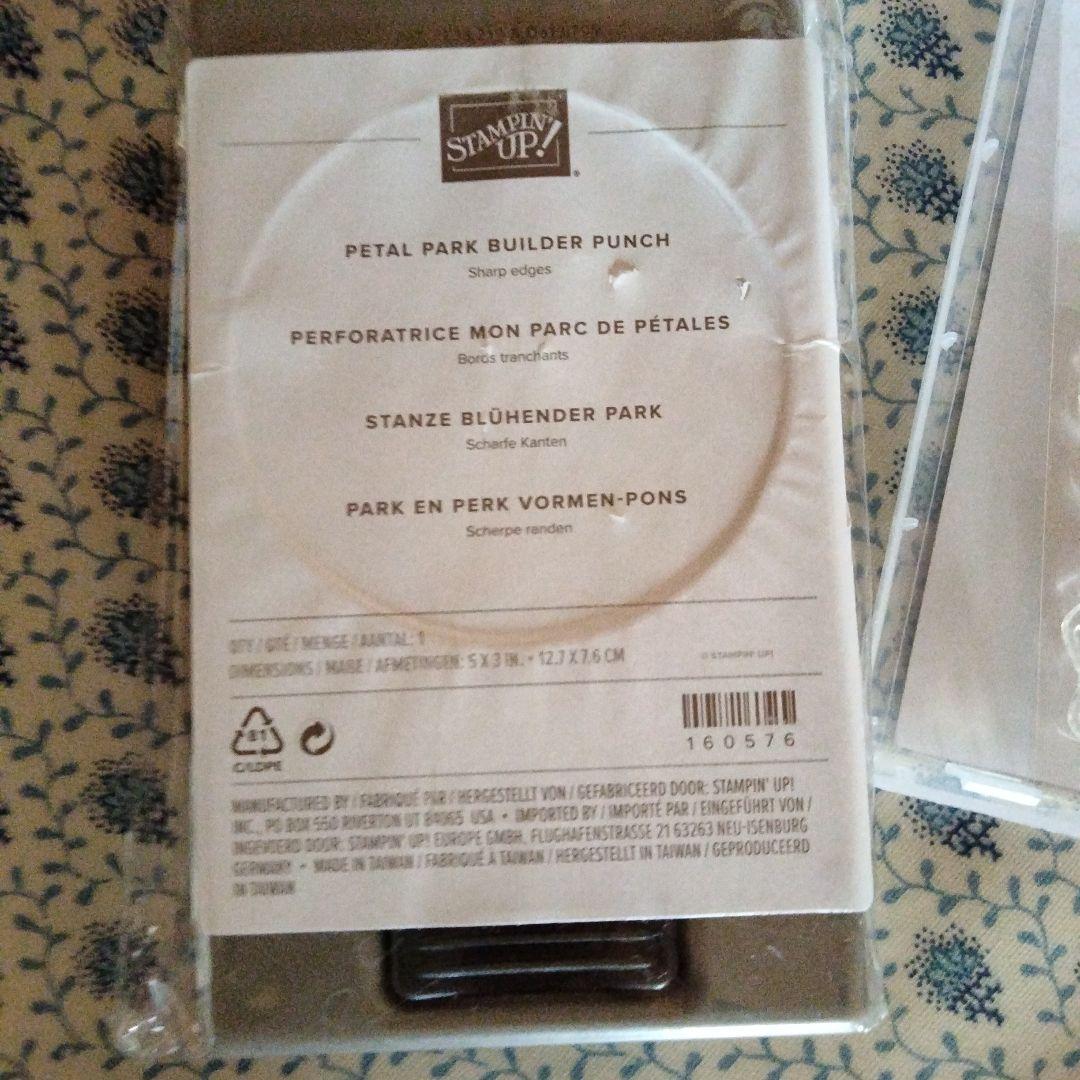 STAMPIN' UP!®
PETAL PARK BUILDER PUNCH
Sharp edges
PERFORATRICE MON PARC DE PÉTALES
Bords tranchants
STANZE BLÜHENDER PARK
Scharfe Kanten
PARK EN PERK VORMEN-PONS
Scherpe randen
QTY / QTÉ / MENGE / AANTAL: 1
DIMENSIONS / MAßE / AFMETINGEN: 5 X 3 IN. • 12.7 X 7.6 CM
© STAMPIN' UP!
81
C/LDPE
160576
MANUFACTURED BY / FABRIQUÉ PAR / HERGESTELLT VON / GEFABRICEERD DOOR: STAMPIN' UP!
INC., PO BOX 550 RIVERTON UT 84065 USA • IMPORTED BY / IMPORTÉ PAR / EINGEFÜHRT VON /
INGEVOERD DOOR: STAMPIN' UP! EUROPE GMBH, FLUGHAFENSTRASSE 21 63263 NEU-ISENBURG
GERMANY • MADE IN TAIWAN / FABRIQUÉ À TAIWAN / HERGESTELLT IN TAIWAN / GEPRODUCEERD
IN TAIWAN